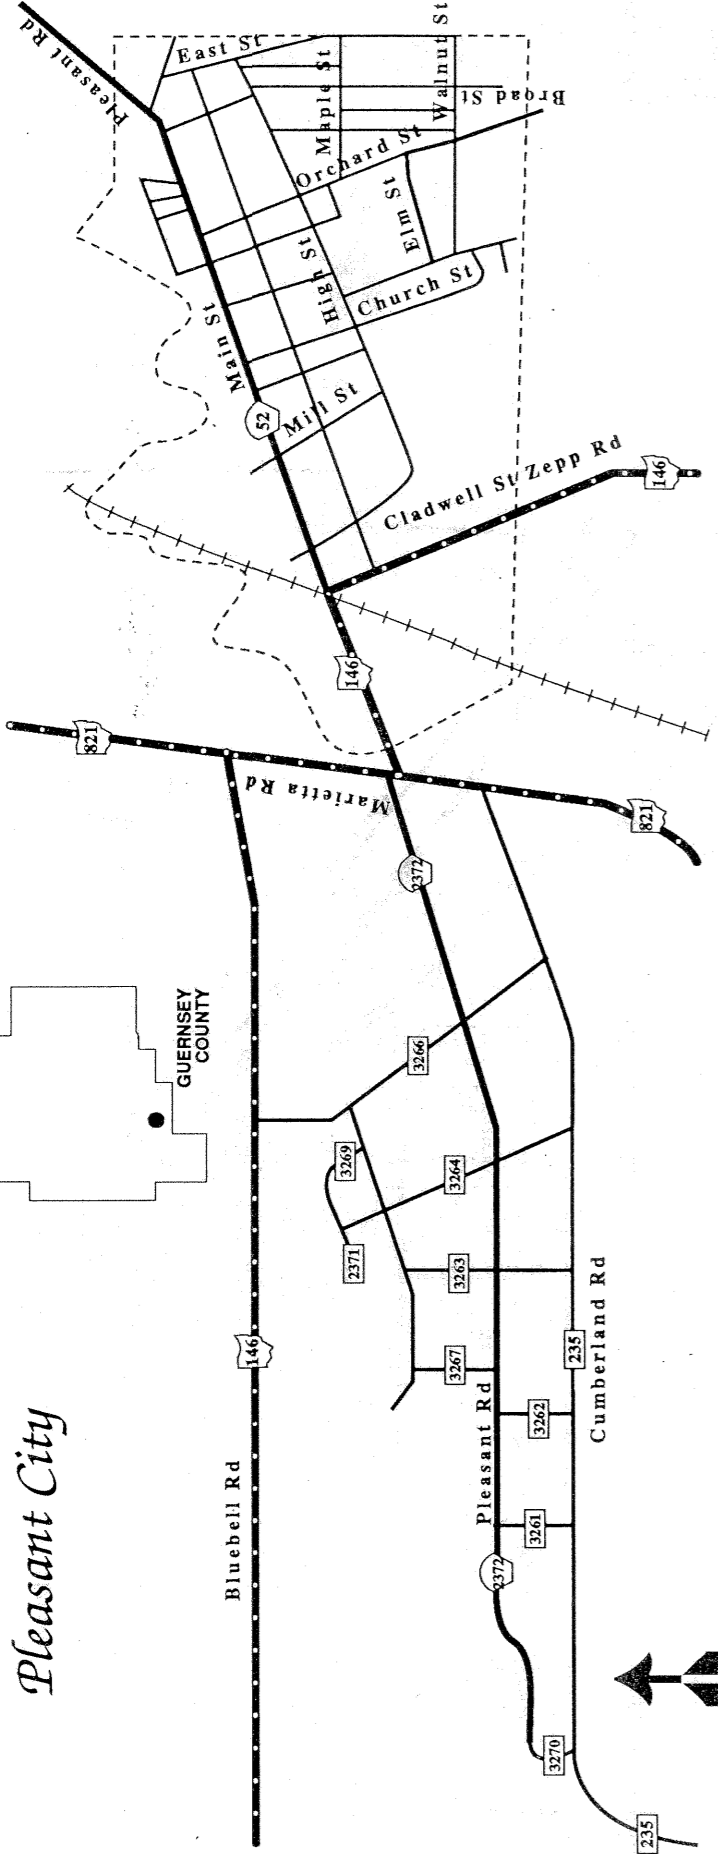 Pleasant Rd
East St
Maple St
Walnut St
Broad St
Orchard St
Elm St
High St
Church St
Main St
52
Mill St
Cladwell St/Zepp Rd
146
146
821
Marietta Rd
821
2372
GUERNSEY
COUNTY
3266
3269
3264
2371
3263
146
3267
235
Cumberland Rd
Pleasant City
Bluebell Rd
Pleasant Rd
3262
3261
2372
3270
235